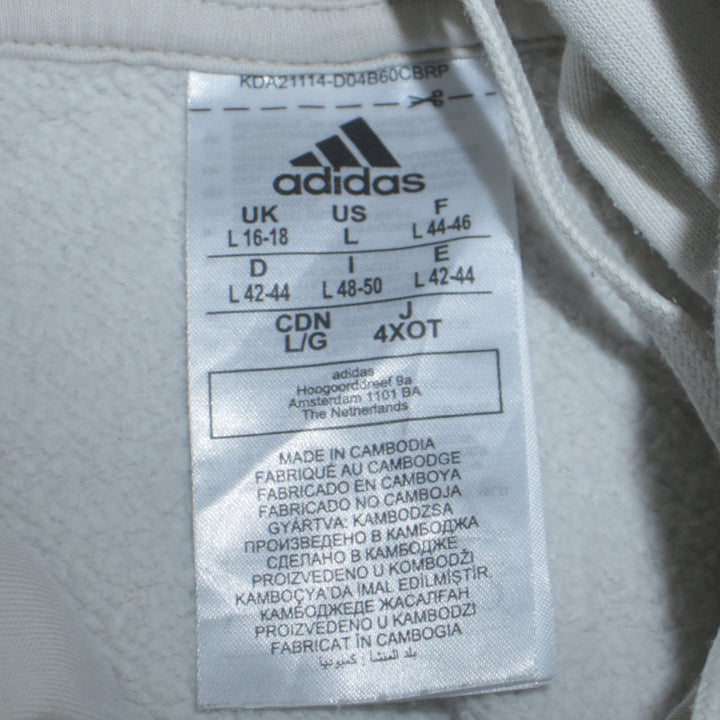 KDA21114-D04B60CBRP
adidas
UK US F
L 16-18 L L 44-46
D I E
L 42-44 L 48-50 L 42-44
CDN J
L/G 4XOT
adidas
Hoogoorddreef 9a
Amsterdam 1101 BA
The Netherlands
MADE IN CAMBODIA
FABRIQUÉ AU CAMBODGE
FABRICADO EN CAMBOYA
FABRICADO NO CAMBOJA
GYÁRTVA: KAMBODZSA
ПРОИЗВЕДЕНО В КАМБОДЖА
СДЕЛАНО В КАМБОДЖЕ
PROIZVEDENO U KOMBODŽI
KAMBOÇYA'DA İMAL EDİLMİŞTİR.
КАМБОДЖЕДЕ ЖАСАЛҒАН
PROIZVEDENO U KAMBODŽI
FABRICAT ÎN CAMBOGIA
بلد المنشأ: كمبوديا